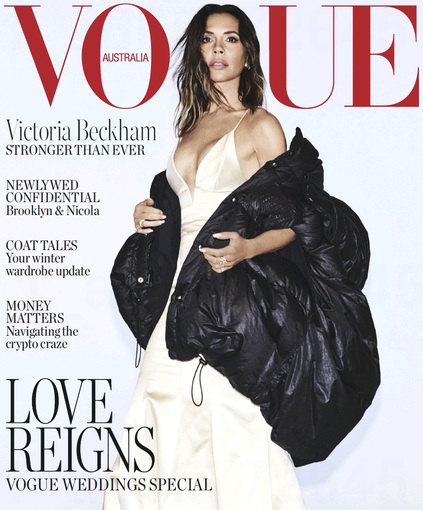 VOGUE
AUSTRALIA
Victoria Beckham
STRONGER THAN EVER
NEWLYWED
CONFIDENTIAL
Brooklyn & Nicola
COAT TALES
Your winter
wardrobe update
MONEY
MATTERS
Navigating the
crypto craze
LOVE
REIGNS
VOGUE WEDDINGS SPECIAL